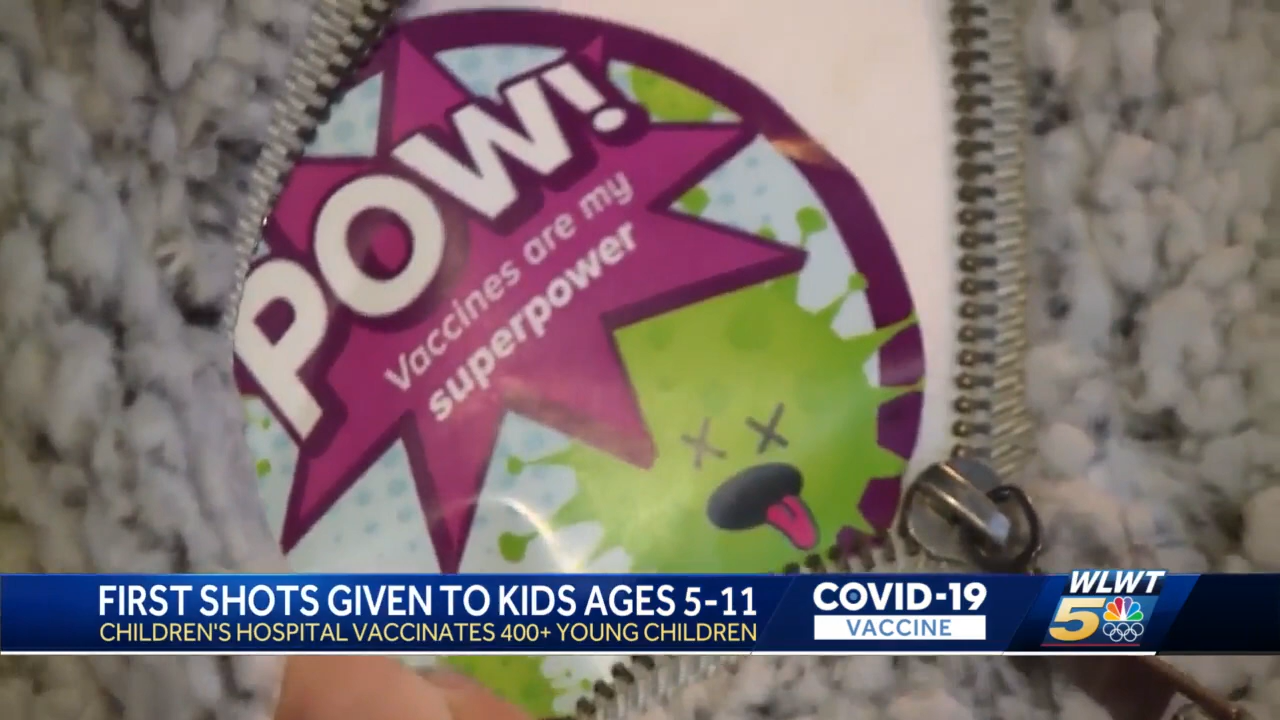 POW!
Vaccines are my
superpower
FIRST SHOTS GIVEN TO KIDS AGES 5-11
CHILDREN'S HOSPITAL VACCINATES 400+ YOUNG CHILDREN
COVID-19
VACCINE
WLWT
5